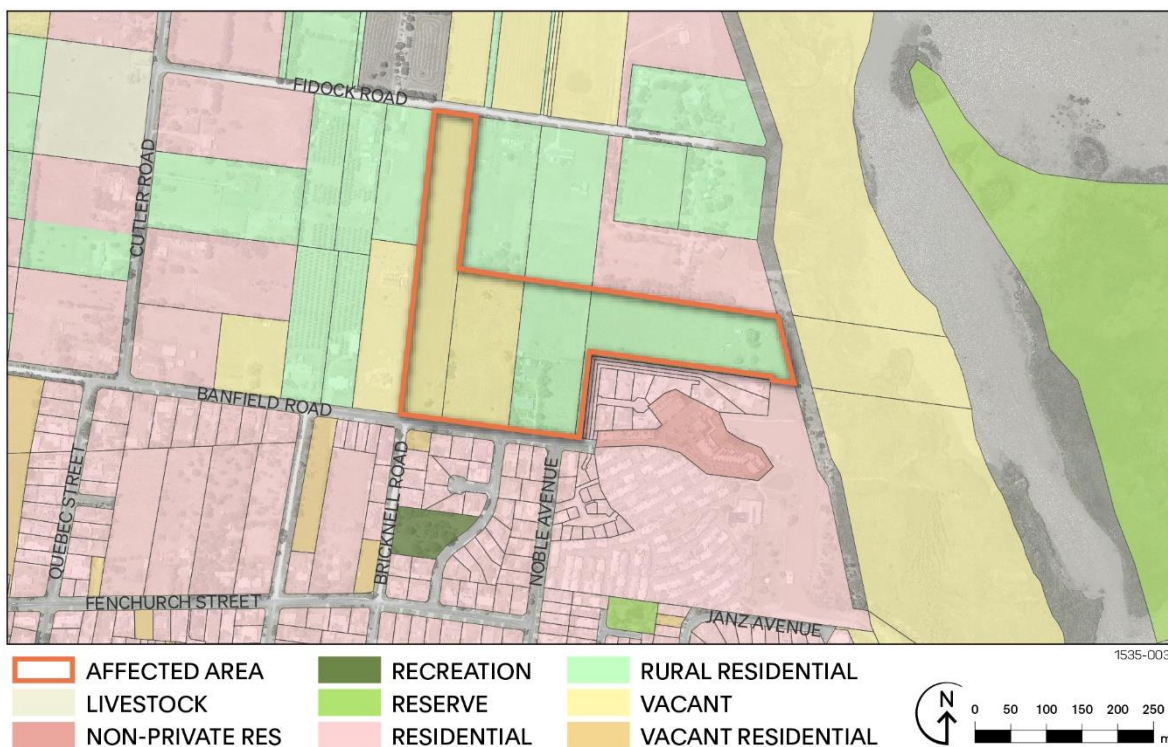 FIDOCK ROAD
CUTLER ROAD
BANFIELD ROAD
QUEBEC STREET
BRICKNELL ROAD
NOBLE AVENUE
FENCHURCH STREET
JANZ AVENUE
1535-003
AFFECTED AREA
LIVESTOCK
NON-PRIVATE RES
RECREATION
RESERVE
RESIDENTIAL
RURAL RESIDENTIAL
VACANT
VACANT RESIDENTIAL
N
0 50 100 150 200 250
m